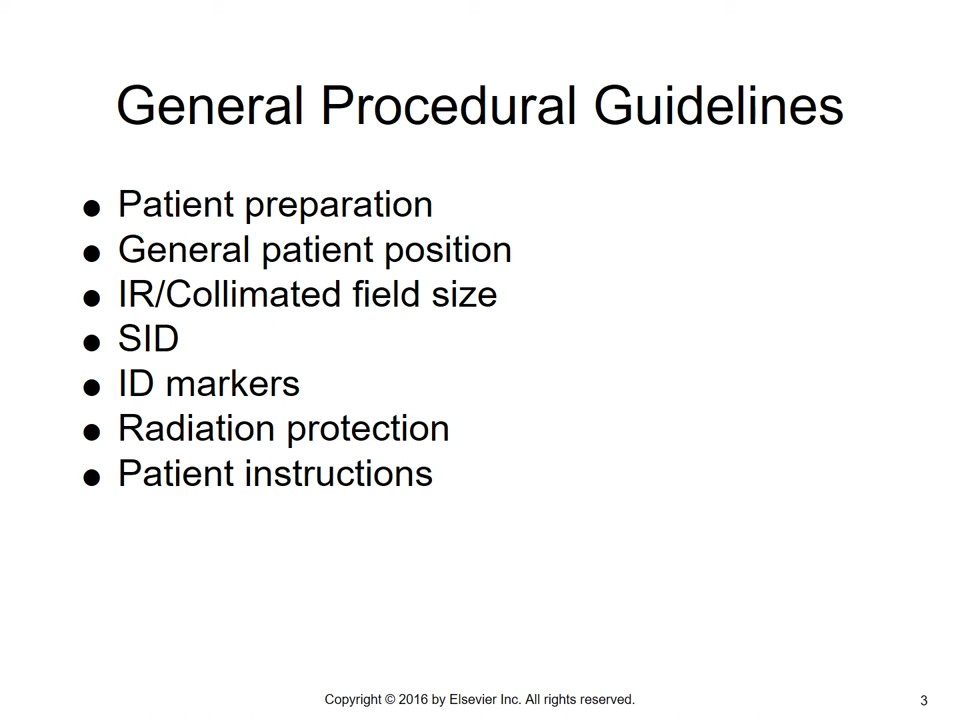 General Procedural Guidelines
● Patient preparation
● General patient position
● IR/Collimated field size
● SID
● ID markers
● Radiation protection
● Patient instructions
Copyright © 2016 by Elsevier Inc. All rights reserved.
3